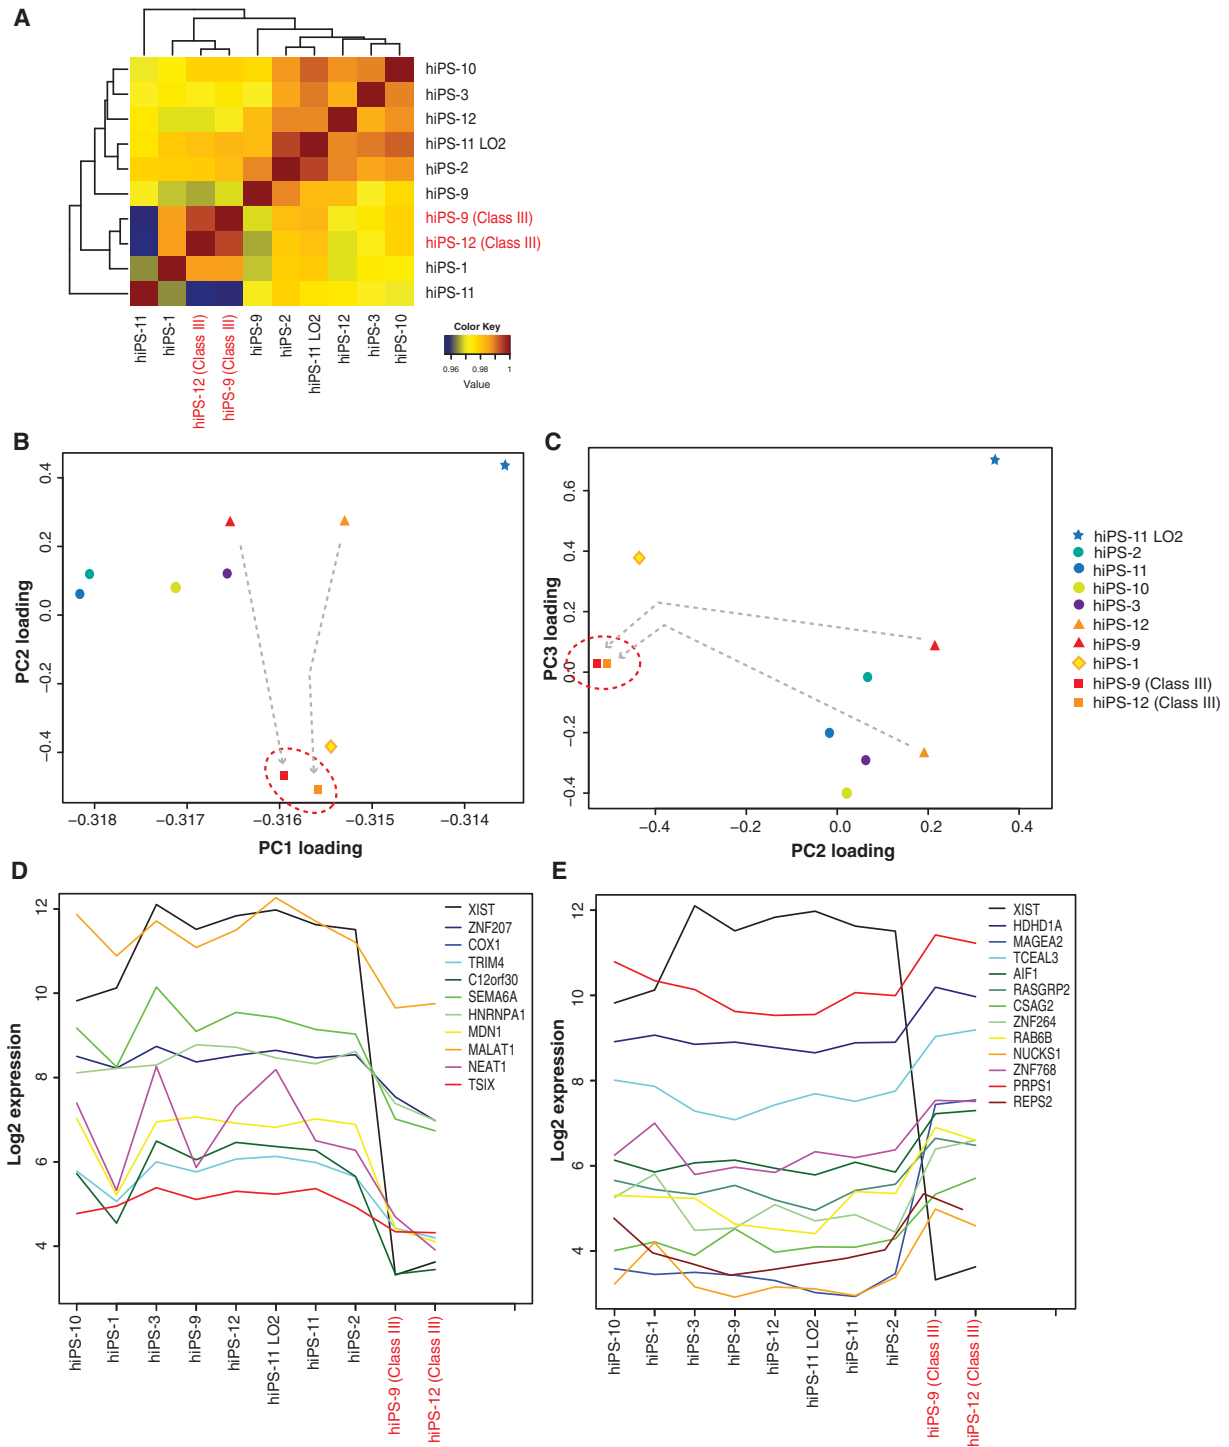 A
hiPS-10
hiPS-3
hiPS-12
hiPS-11 LO2
hiPS-2
hiPS-9
hiPS-9 (Class III)
hiPS-12 (Class III)
hiPS-1
hiPS-11
hiPS-11
hiPS-1
hiPS-12 (Class III)
hiPS-9 (Class III)
hiPS-9
hiPS-2
hiPS-11 LO2
hiPS-12
hiPS-3
hiPS-10
Color Key
0.96 0.98 1
Value
B
PC2 loading
0.4
0.2
0.0
−0.2
−0.4
−0.318 −0.317 −0.316 −0.315 −0.314
PC1 loading
C
PC3 loading
0.6
0.4
0.2
0.0
−0.2
−0.4
−0.4 −0.2 0.0 0.2 0.4
PC2 loading
hiPS-11 LO2
hiPS-2
hiPS-11
hiPS-10
hiPS-3
hiPS-12
hiPS-9
hiPS-1
hiPS-9 (Class III)
hiPS-12 (Class III)
D
Log2 expression
12
10
8
6
4
XIST
ZNF207
COX1
TRIM4
C12orf30
SEMA6A
HNRNPA1
MDN1
MALAT1
NEAT1
TSIX
hiPS-10
hiPS-1
hiPS-3
hiPS-9
hiPS-12
hiPS-11 LO2
hiPS-11
hiPS-2
hiPS-9 (Class III)
hiPS-12 (Class III)
E
Log2 expression
12
10
8
6
4
XIST
HDHD1A
MAGEA2
TCEAL3
AIF1
RASGRP2
CSAG2
ZNF264
RAB6B
NUCKS1
ZNF768
PRPS1
REPS2
hiPS-10
hiPS-1
hiPS-3
hiPS-9
hiPS-12
hiPS-11 LO2
hiPS-11
hiPS-2
hiPS-9 (Class III)
hiPS-12 (Class III)